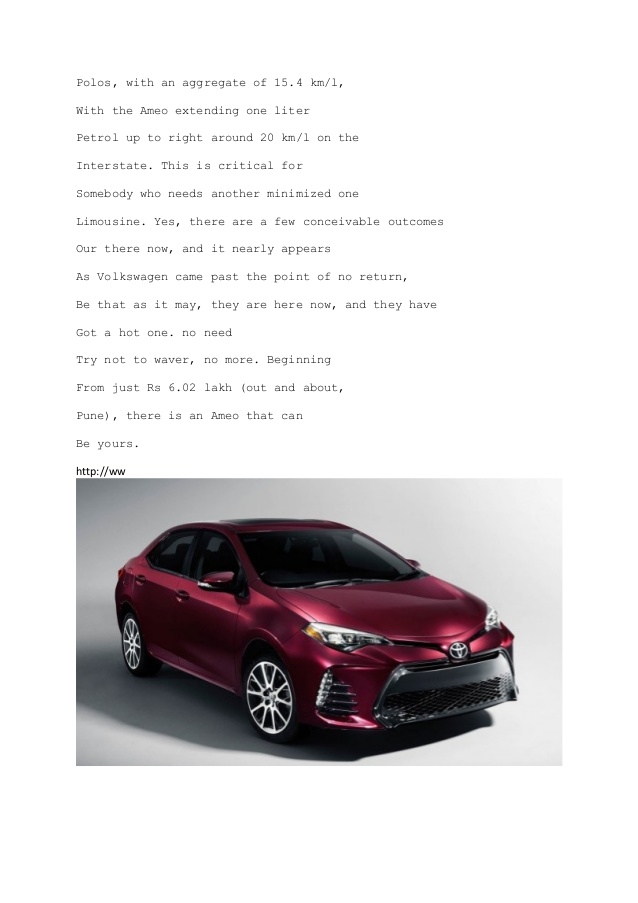 Polos, with an aggregate of 15.4 km/l,
With the Ameo extending one liter
Petrol up to right around 20 km/l on the
Interstate. This is critical for
Somebody who needs another minimized one
Limousine. Yes, there are a few conceivable outcomes
Our there now, and it nearly appears
As Volkswagen came past the point of no return,
Be that as it may, they are here now, and they have
Got a hot one. no need
Try not to waver, no more. Beginning
From just Rs 6.02 lakh (out and about,
Pune), there is an Ameo that can
Be yours.
http://ww